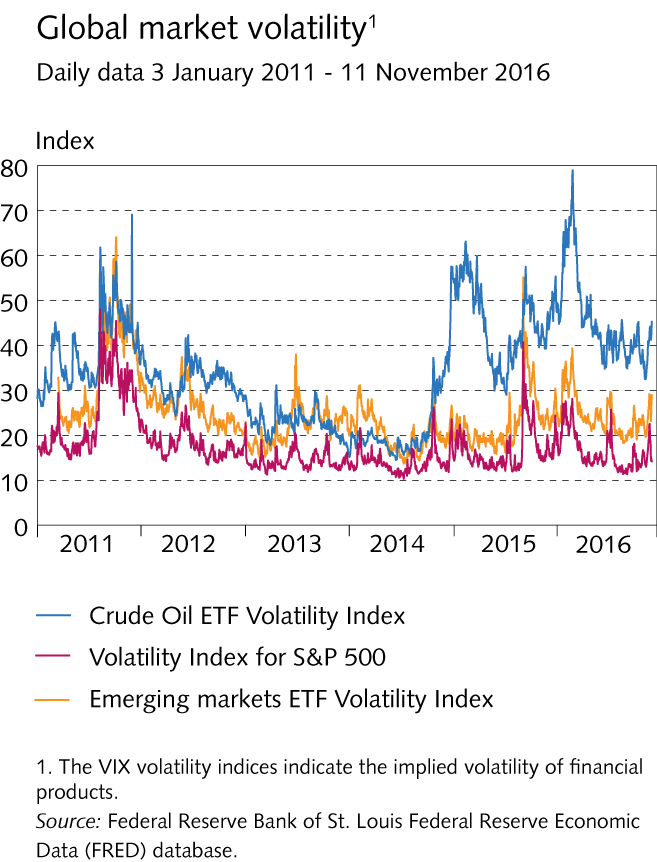 Global market volatility¹
Daily data 3 January 2011 - 11 November 2016
Index
80
70
60
50
40
30
20
10
0
2011 2012 2013 2014 2015 2016
Crude Oil ETF Volatility Index
Volatility Index for S&P 500
Emerging markets ETF Volatility Index
1. The VIX volatility indices indicate the implied volatility of financial
products.
Source: Federal Reserve Bank of St. Louis Federal Reserve Economic
Data (FRED) database.